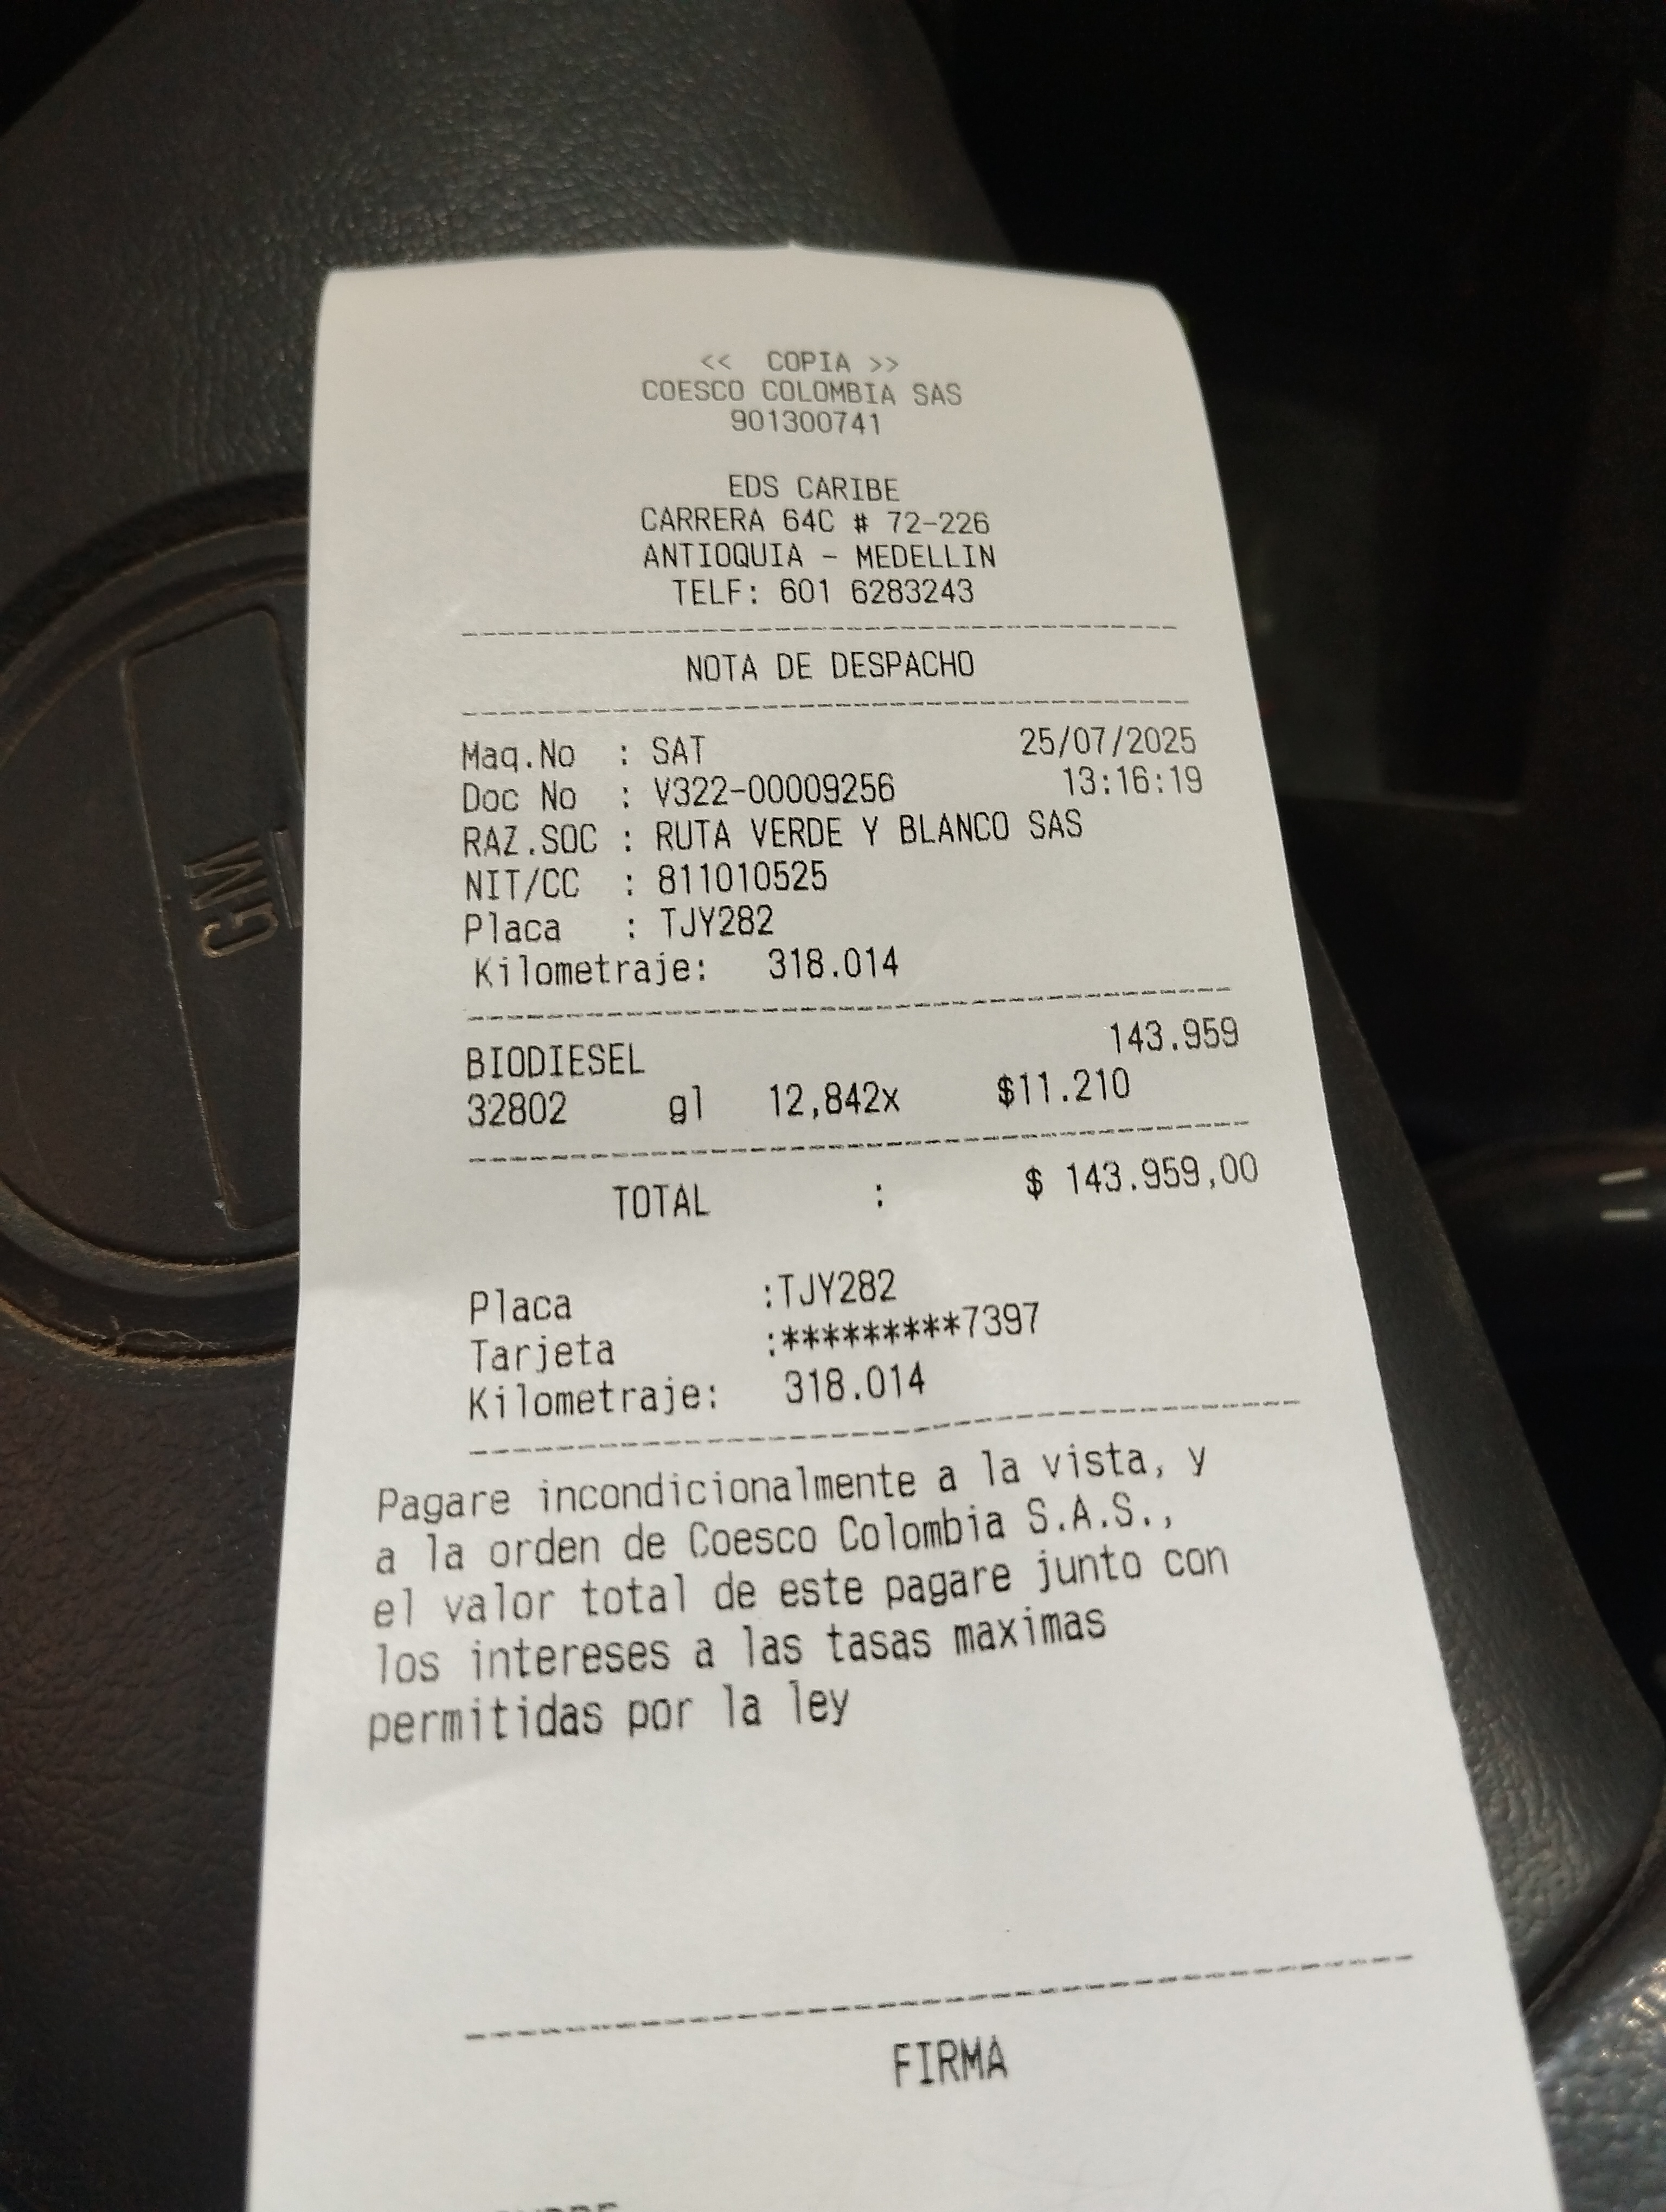 << COPIA >>
COESCO COLOMBIA SAS
901300741
EDS CARIBE
CARRERA 64C # 72-226
ANTIOQUIA - MEDELLIN
TELF: 601 6283243
NOTA DE DESPACHO
Maq.No : SAT 25/07/2025
Doc No : V322-00009256 13:16:19
RAZ.SOC : RUTA VERDE Y BLANCO SAS
NIT/CC : 811010525
Placa : TJY282
Kilometraje: 318.014
BIODIESEL 143.959
32802 gl 12,842x $11.210
TOTAL : $ 143.959,00
Placa :TJY282
Tarjeta :*********7397
Kilometraje: 318.014
Pagare incondicionalmente a la vista, y
a la orden de Coesco Colombia S.A.S.,
el valor total de este pagare junto con
los intereses a las tasas maximas
permitidas por la ley
FIRMA
GM